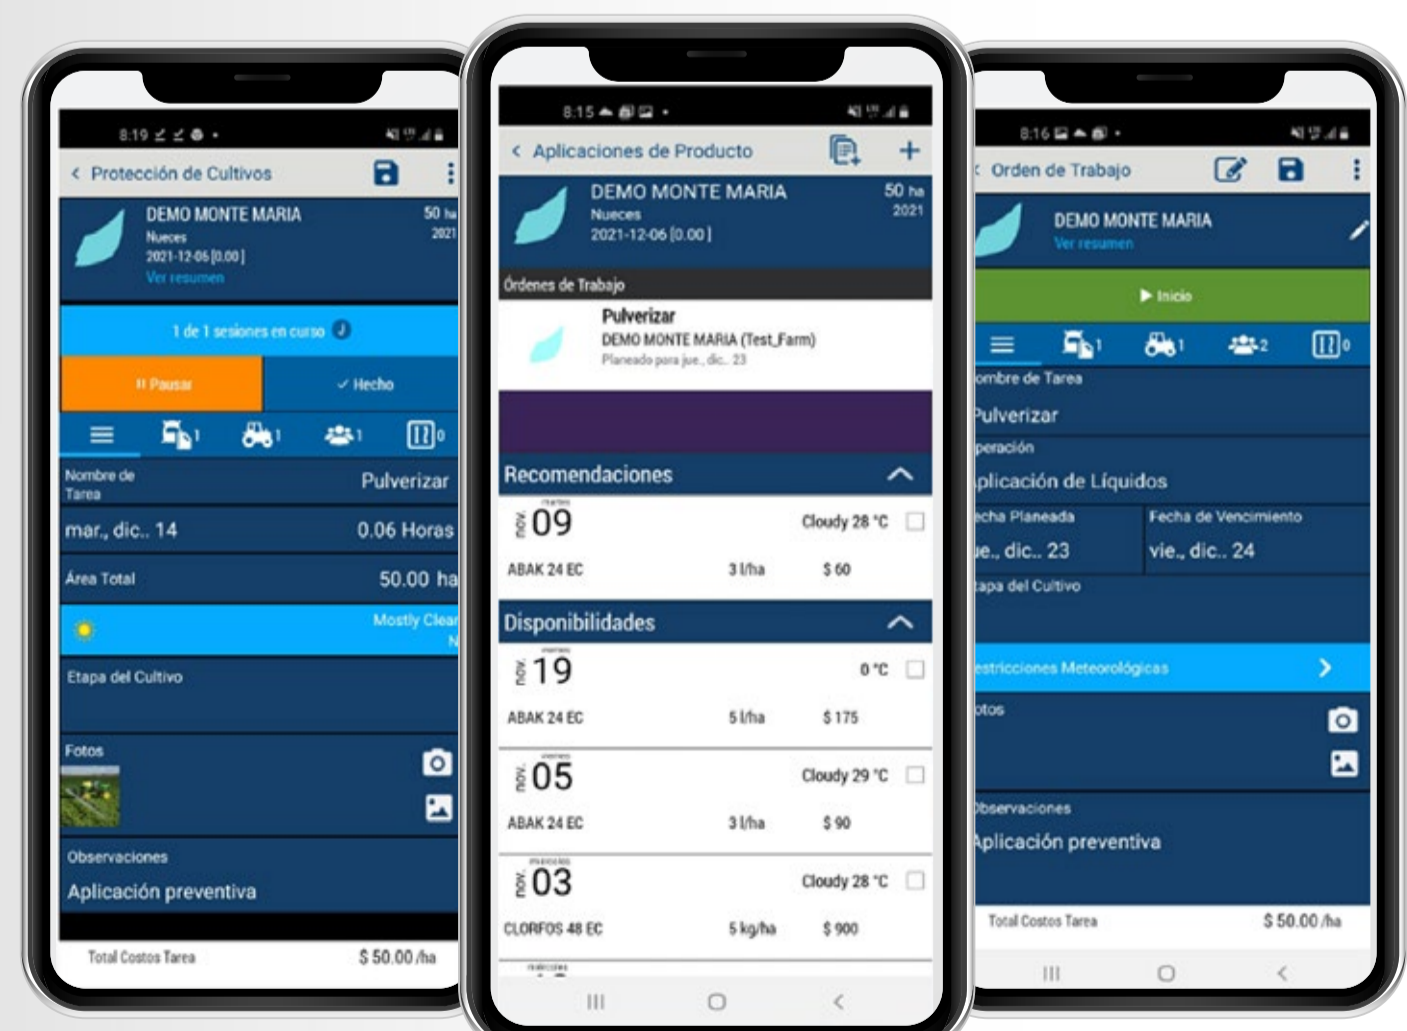 8:19
Protección de Cultivos
DEMO MONTE MARIA
50 ha
Nueces
2021
2021-12-06 [0.00 ]
Ver resumen
1 de 1 sesiones en curso
Pausar
Hecho
1
1
1
0
Nombre de
Tarea
Pulverizar
mar., dic.. 14
0.06 Horas
Área Total
50.00 ha
Mostly Clear
N
Etapa del Cultivo
Fotos
Observaciones
Aplicación preventiva
Total Costos Tarea
$ 50.00 /ha
8:15
Aplicaciones de Producto
DEMO MONTE MARIA
50 ha
Nueces
2021
2021-12-06 [0.00 ]
Órdenes de Trabajo
Pulverizar
DEMO MONTE MARIA (Test_Farm)
Planeado para jue., dic.. 23
Recomendaciones
martes
nov. 09
Cloudy 28 °C
ABAK 24 EC
3 l/ha
$ 60
Disponibilidades
viernes
nov. 19
0 °C
ABAK 24 EC
5 l/ha
$ 175
viernes
nov. 05
Cloudy 29 °C
ABAK 24 EC
3 l/ha
$ 90
miércoles
nov. 03
Cloudy 28 °C
CLORFOS 48 EC
5 kg/ha
$ 900
miércoles
8:16
Orden de Trabajo
DEMO MONTE MARIA
Ver resumen
Inicio
1
1
2
0
ombre de Tarea
Pulverizar
peración
plicación de Líquidos
echa Planeada
Fecha de Vencimiento
ue., dic.. 23
vie., dic.. 24
tapa del Cultivo
estricciones Meteorológicas
otos
Observaciones
Aplicación preventiva
Total Costos Tarea
$ 50.00 /ha